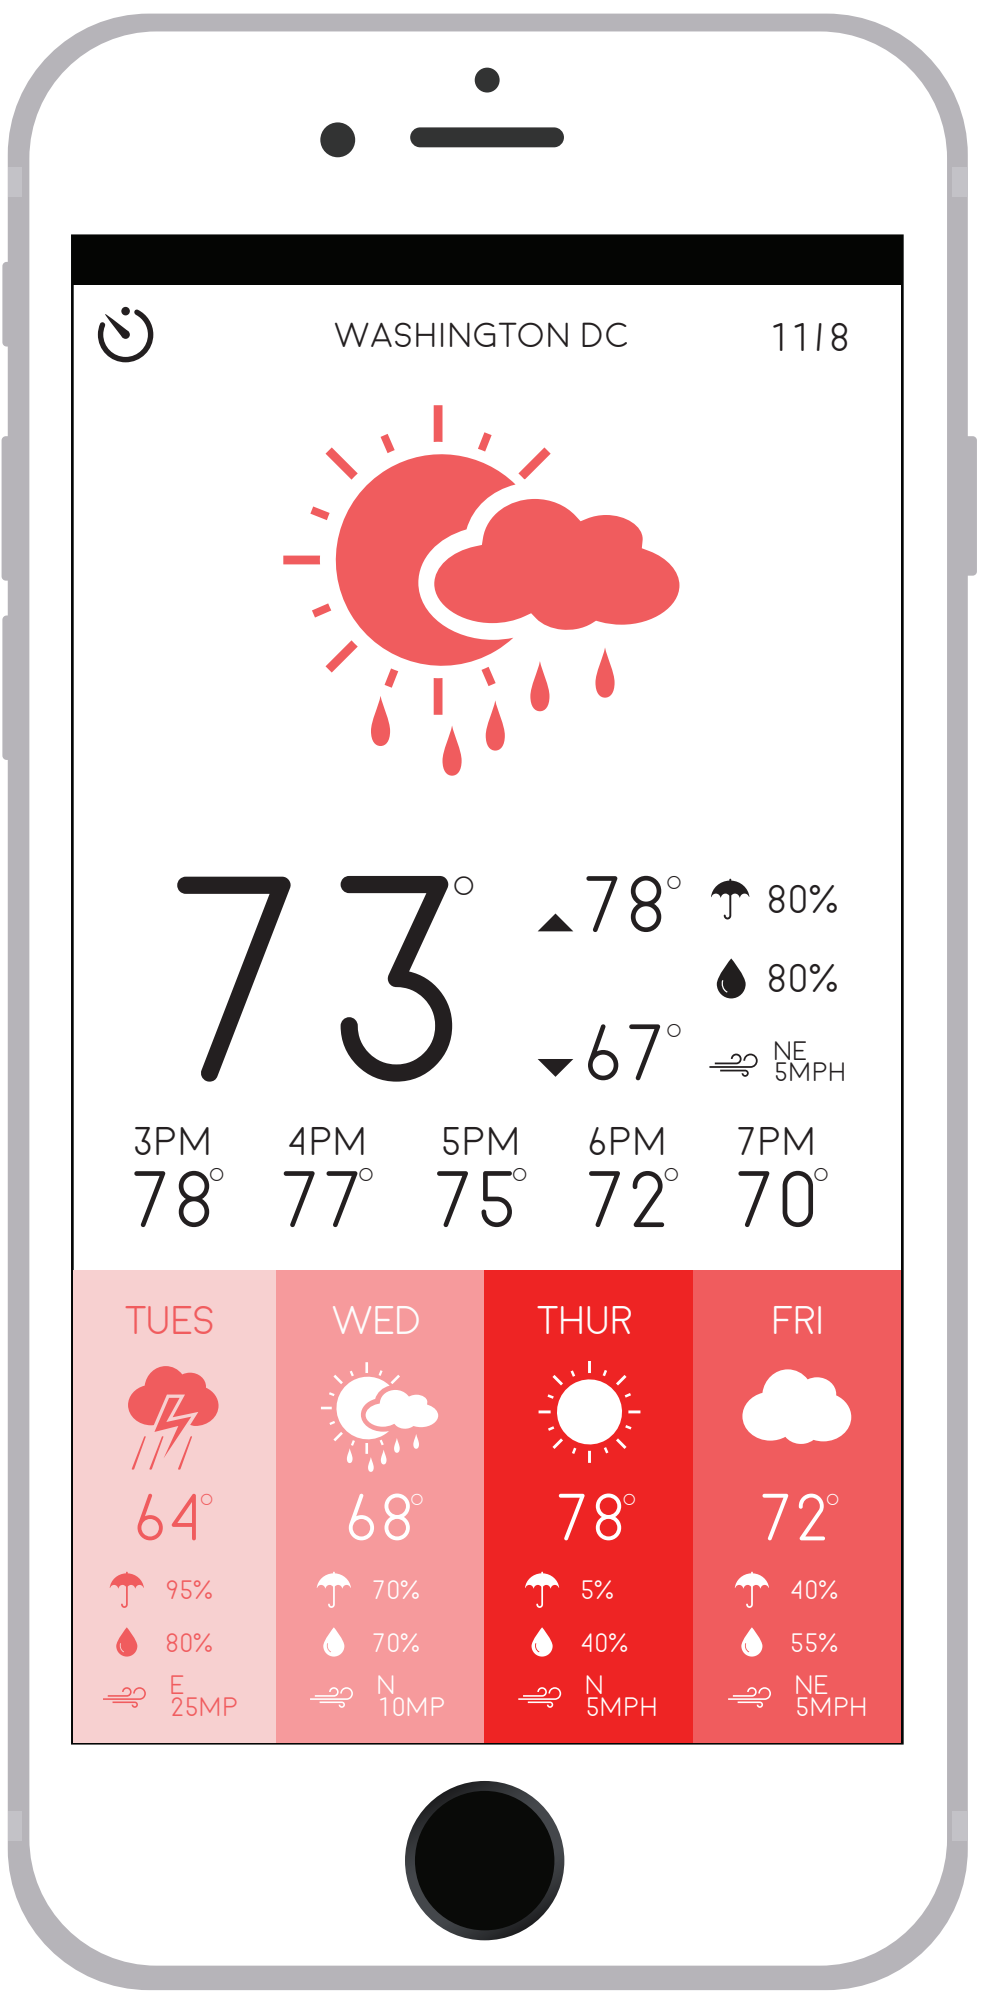 WASHINGTON DC 11/8
73° 78° 80%
80%
67° NE
5MPH
3PM 4PM 5PM 6PM 7PM
78° 77° 75° 72° 70°
TUES WED THUR FRI
64° 68° 78° 72°
95% 70% 5% 40%
80% 70% 40% 55%
E N N NE
25MP 10MP 5MPH 5MPH